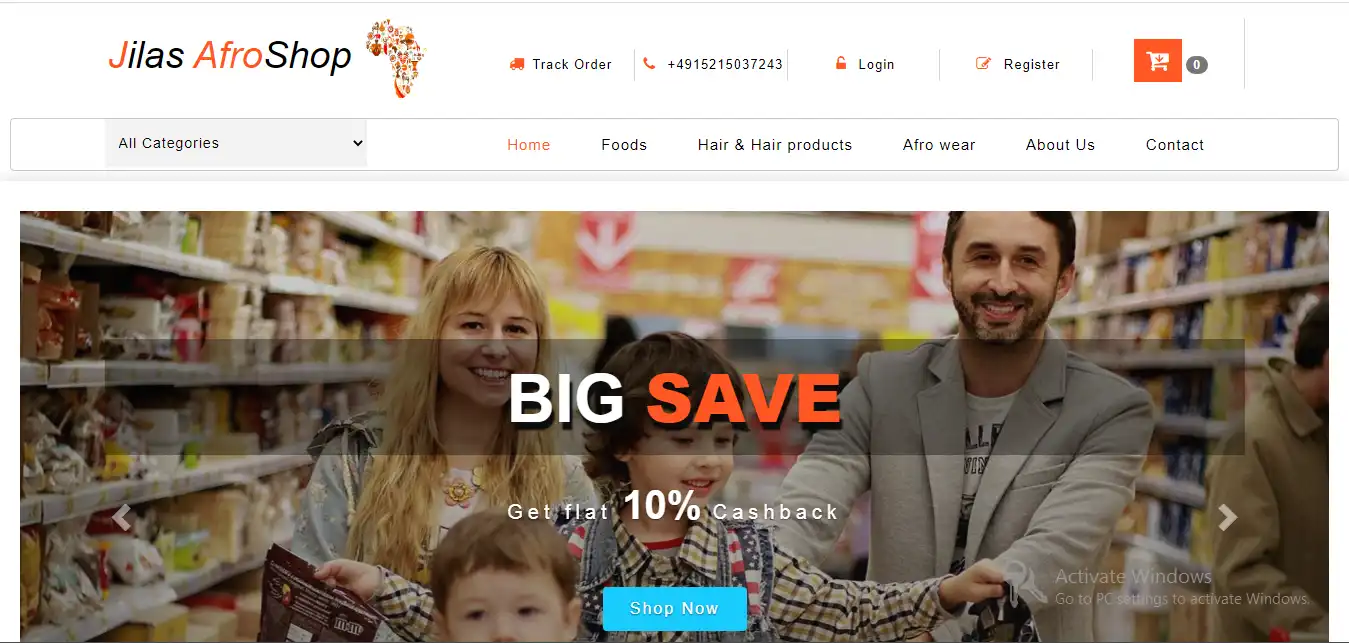 Jilas AfroShop
Track Order
+4915215037243
Login
Register
0
All Categories
Home
Foods
Hair & Hair products
Afro wear
About Us
Contact
BIG SAVE
Get flat 10% Cashback
Shop Now
m&m
Activate Windows
Go to PC settings to activate Windows.